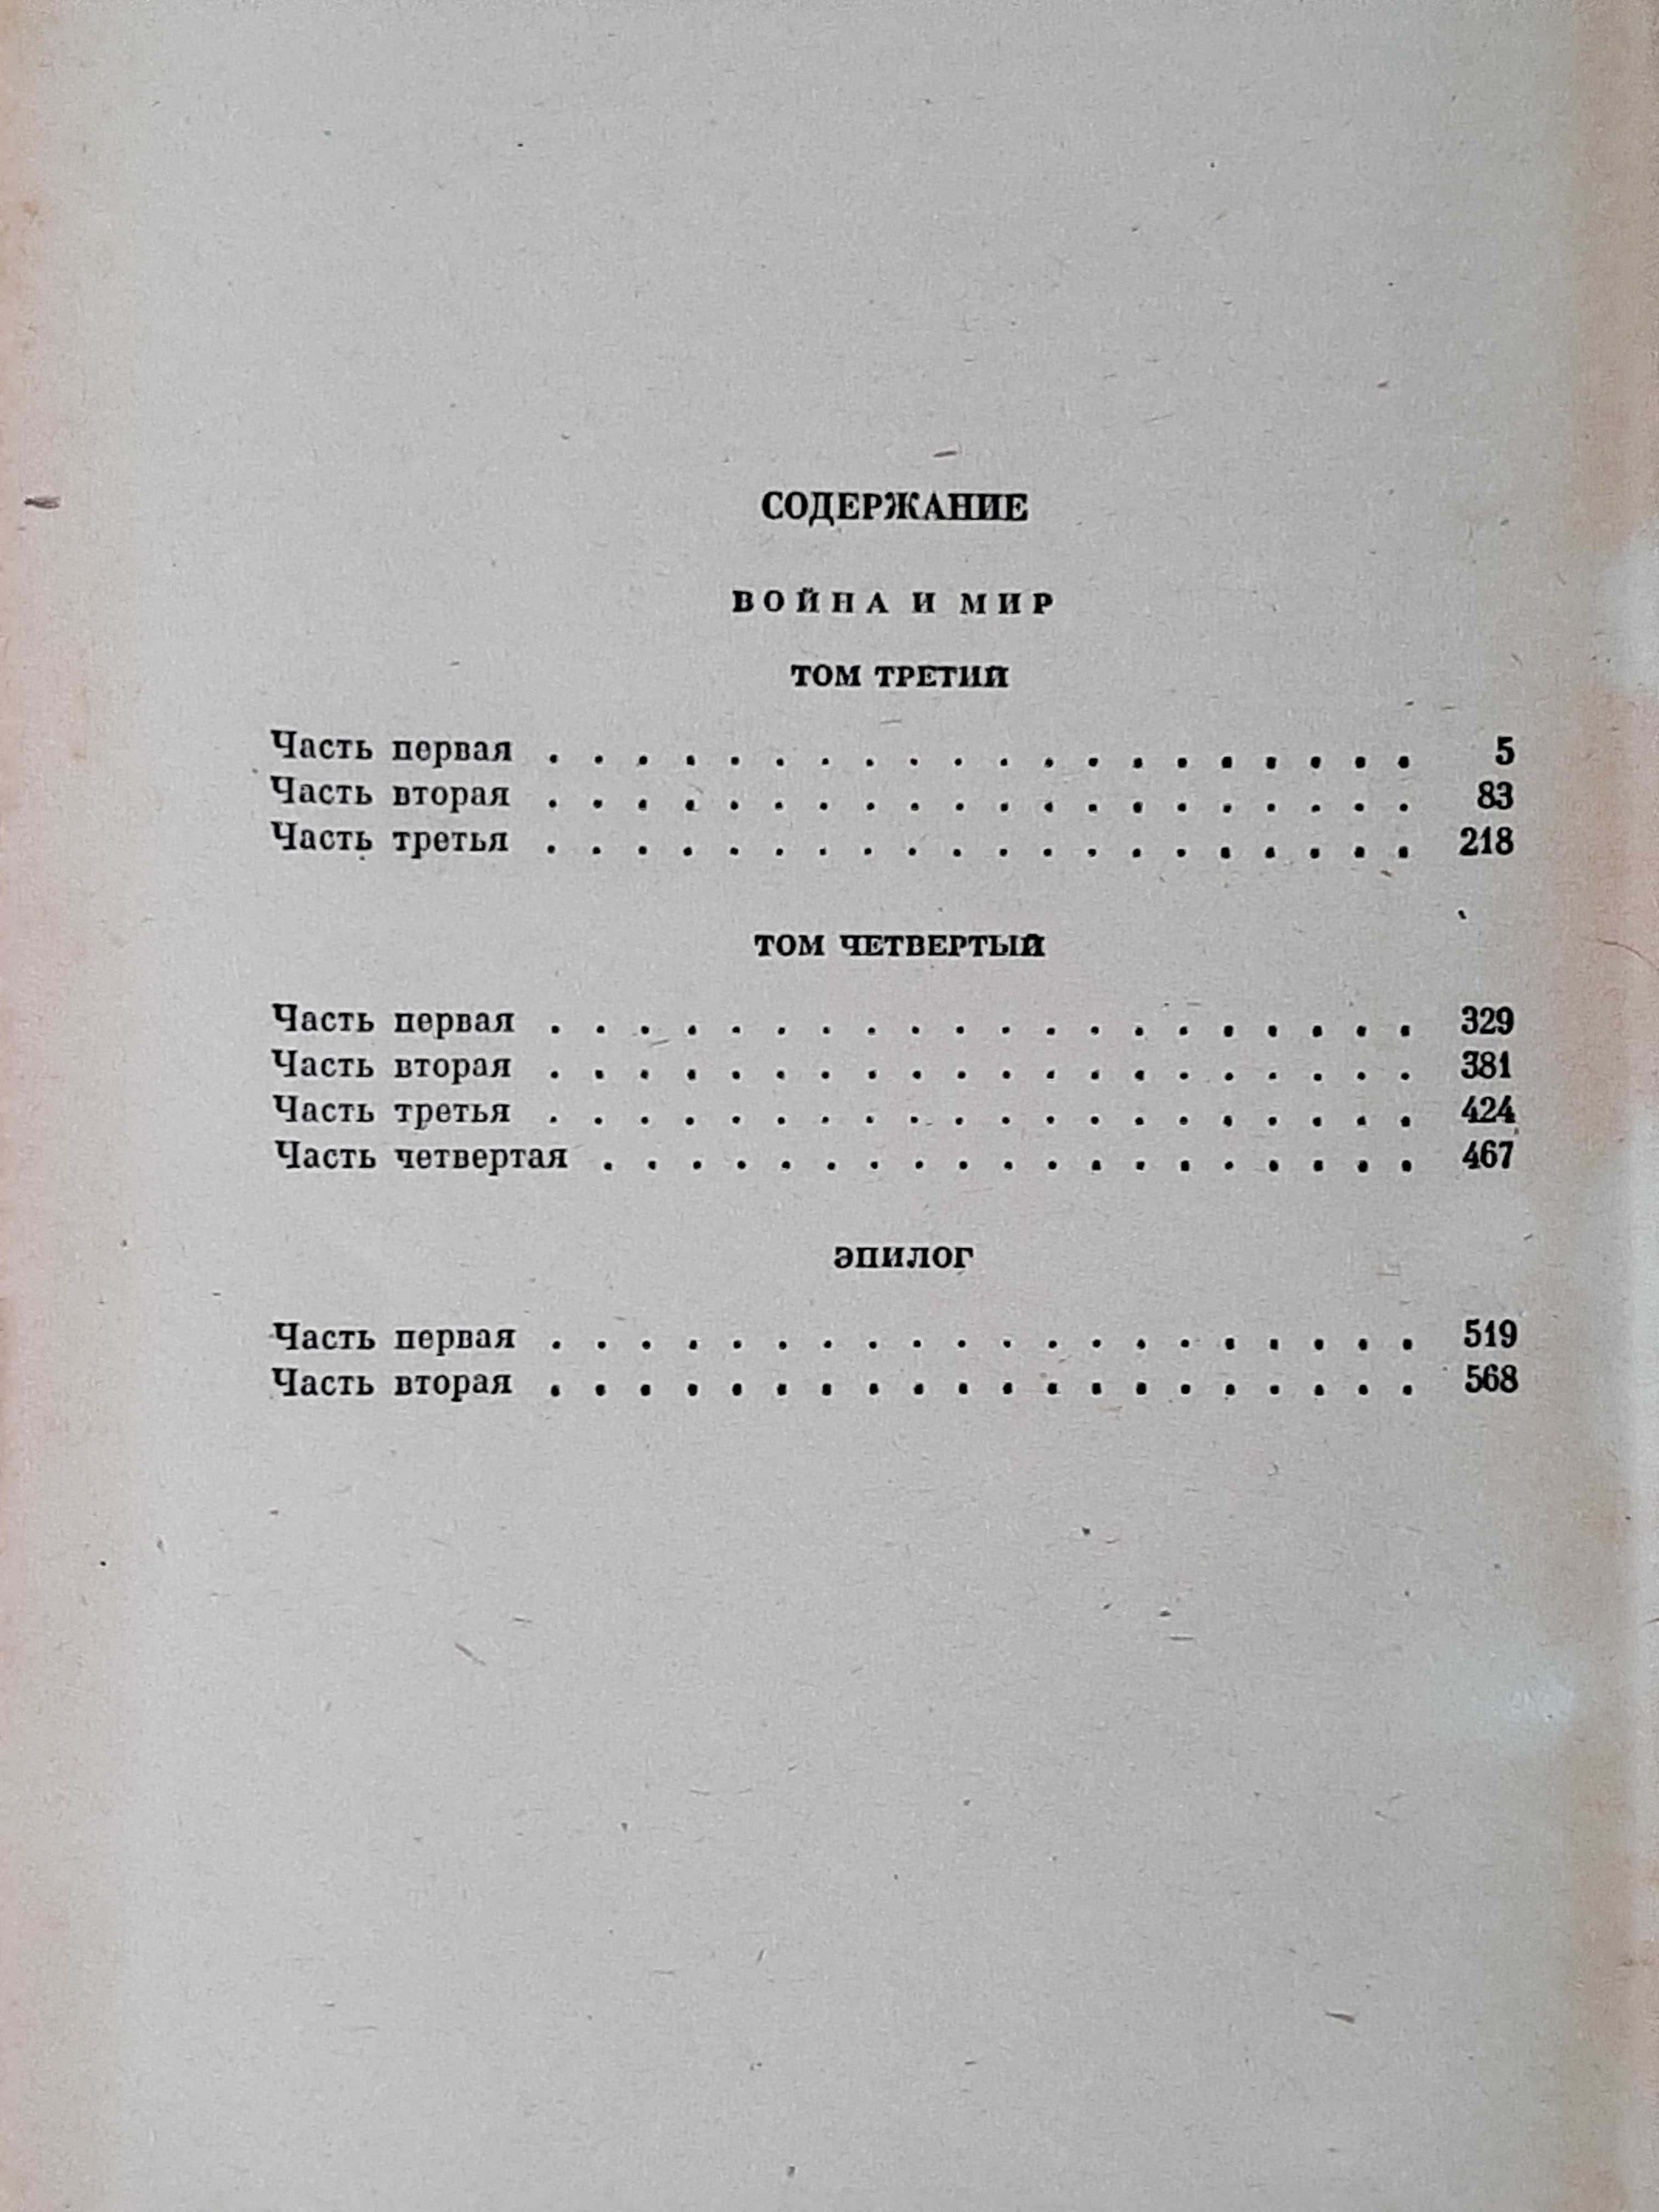 СОДЕРЖАНИЕ
ВОЙНА И МИР
ТОМ ТРЕТИЙ
Часть первая . . . . . . . . . . . . . . . . . . . . 5
Часть вторая . . . . . . . . . . . . . . . . . . . . 83
Часть третья . . . . . . . . . . . . . . . . . . . . 218
ТОМ ЧЕТВЕРТЫЙ
Часть первая . . . . . . . . . . . . . . . . . . . . 329
Часть вторая . . . . . . . . . . . . . . . . . . . . 381
Часть третья . . . . . . . . . . . . . . . . . . . . 424
Часть четвертая . . . . . . . . . . . . . . . . . . . 467
ЭПИЛОГ
Часть первая . . . . . . . . . . . . . . . . . . . . 519
Часть вторая . . . . . . . . . . . . . . . . . . . . 568